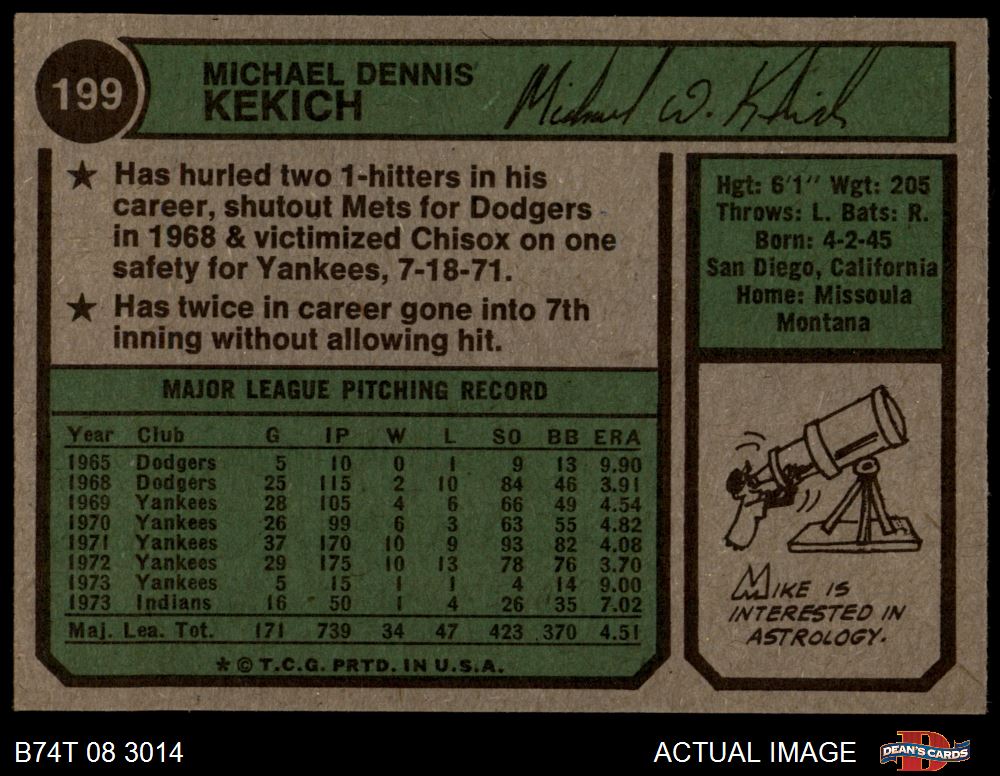 199
MICHAEL DENNIS
KEKICH
Michael W. Kekich
★ Has hurled two 1-hitters in his
career, shutout Mets for Dodgers
in 1968 & victimized Chisox on one
safety for Yankees, 7-18-71.
★ Has twice in career gone into 7th
inning without allowing hit.
Hgt: 6'1" Wgt: 205
Throws: L. Bats: R.
Born: 4-2-45
San Diego, California
Home: Missoula
Montana
MAJOR LEAGUE PITCHING RECORD
Year Club G IP W L SO BB ERA
1965 Dodgers 5 10 0 1 9 13 9.90
1968 Dodgers 25 115 2 10 84 46 3.91
1969 Yankees 28 105 4 6 66 49 4.54
1970 Yankees 26 99 6 3 63 55 4.82
1971 Yankees 37 170 10 9 93 82 4.08
1972 Yankees 29 175 10 13 78 76 3.70
1973 Yankees 5 15 1 1 4 14 9.00
1973 Indians 16 50 1 4 26 35 7.02
Maj. Lea. Tot. 171 739 34 47 423 370 4.51
★ © T.C.G. PRTD. IN U.S.A.
MIKE IS
INTERESTED IN
ASTROLOGY.
B74T 08 3014
ACTUAL IMAGE
D
DEAN'S CARDS